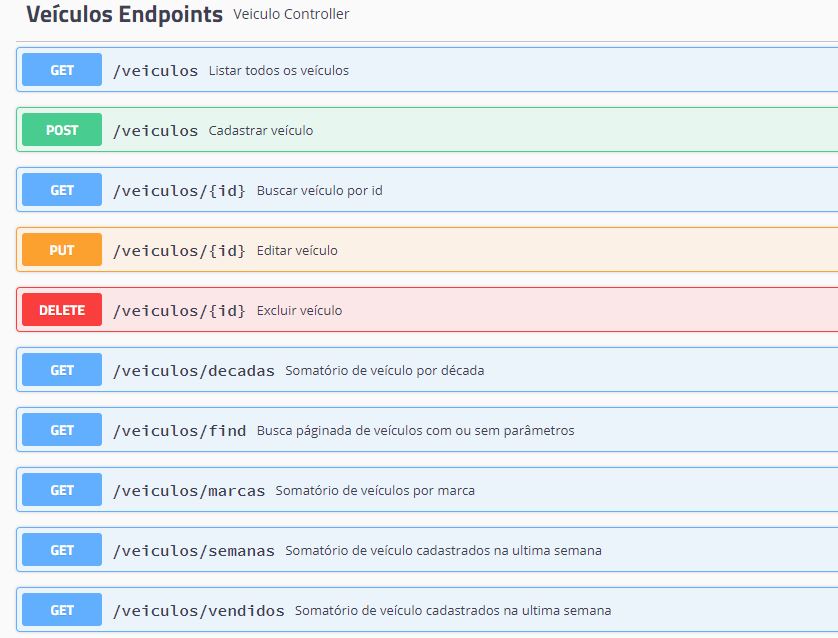 Veículos Endpoints Veiculo Controller
GET /veiculos Listar todos os veículos
POST /veiculos Cadastrar veículo
GET /veiculos/{id} Buscar veículo por id
PUT /veiculos/{id} Editar veículo
DELETE /veiculos/{id} Excluir veículo
GET /veiculos/decadas Somatório de veículo por década
GET /veiculos/find Busca páginada de veículos com ou sem parâmetros
GET /veiculos/marcas Somatório de veículos por marca
GET /veiculos/semanas Somatório de veículo cadastrados na ultima semana
GET /veiculos/vendidos Somatório de veículo cadastrados na ultima semana